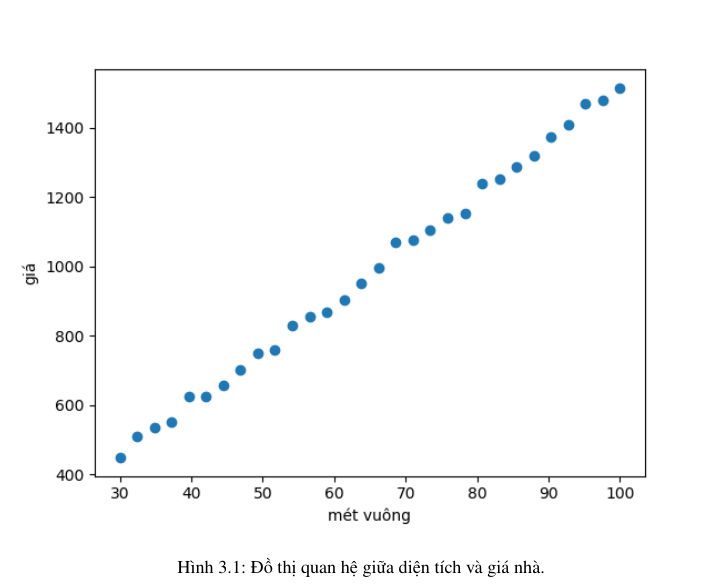 1400
1200
1000
800
600
400
giá
30 40 50 60 70 80 90 100
mét vuông
Hình 3.1: Đồ thị quan hệ giữa diện tích và giá nhà.